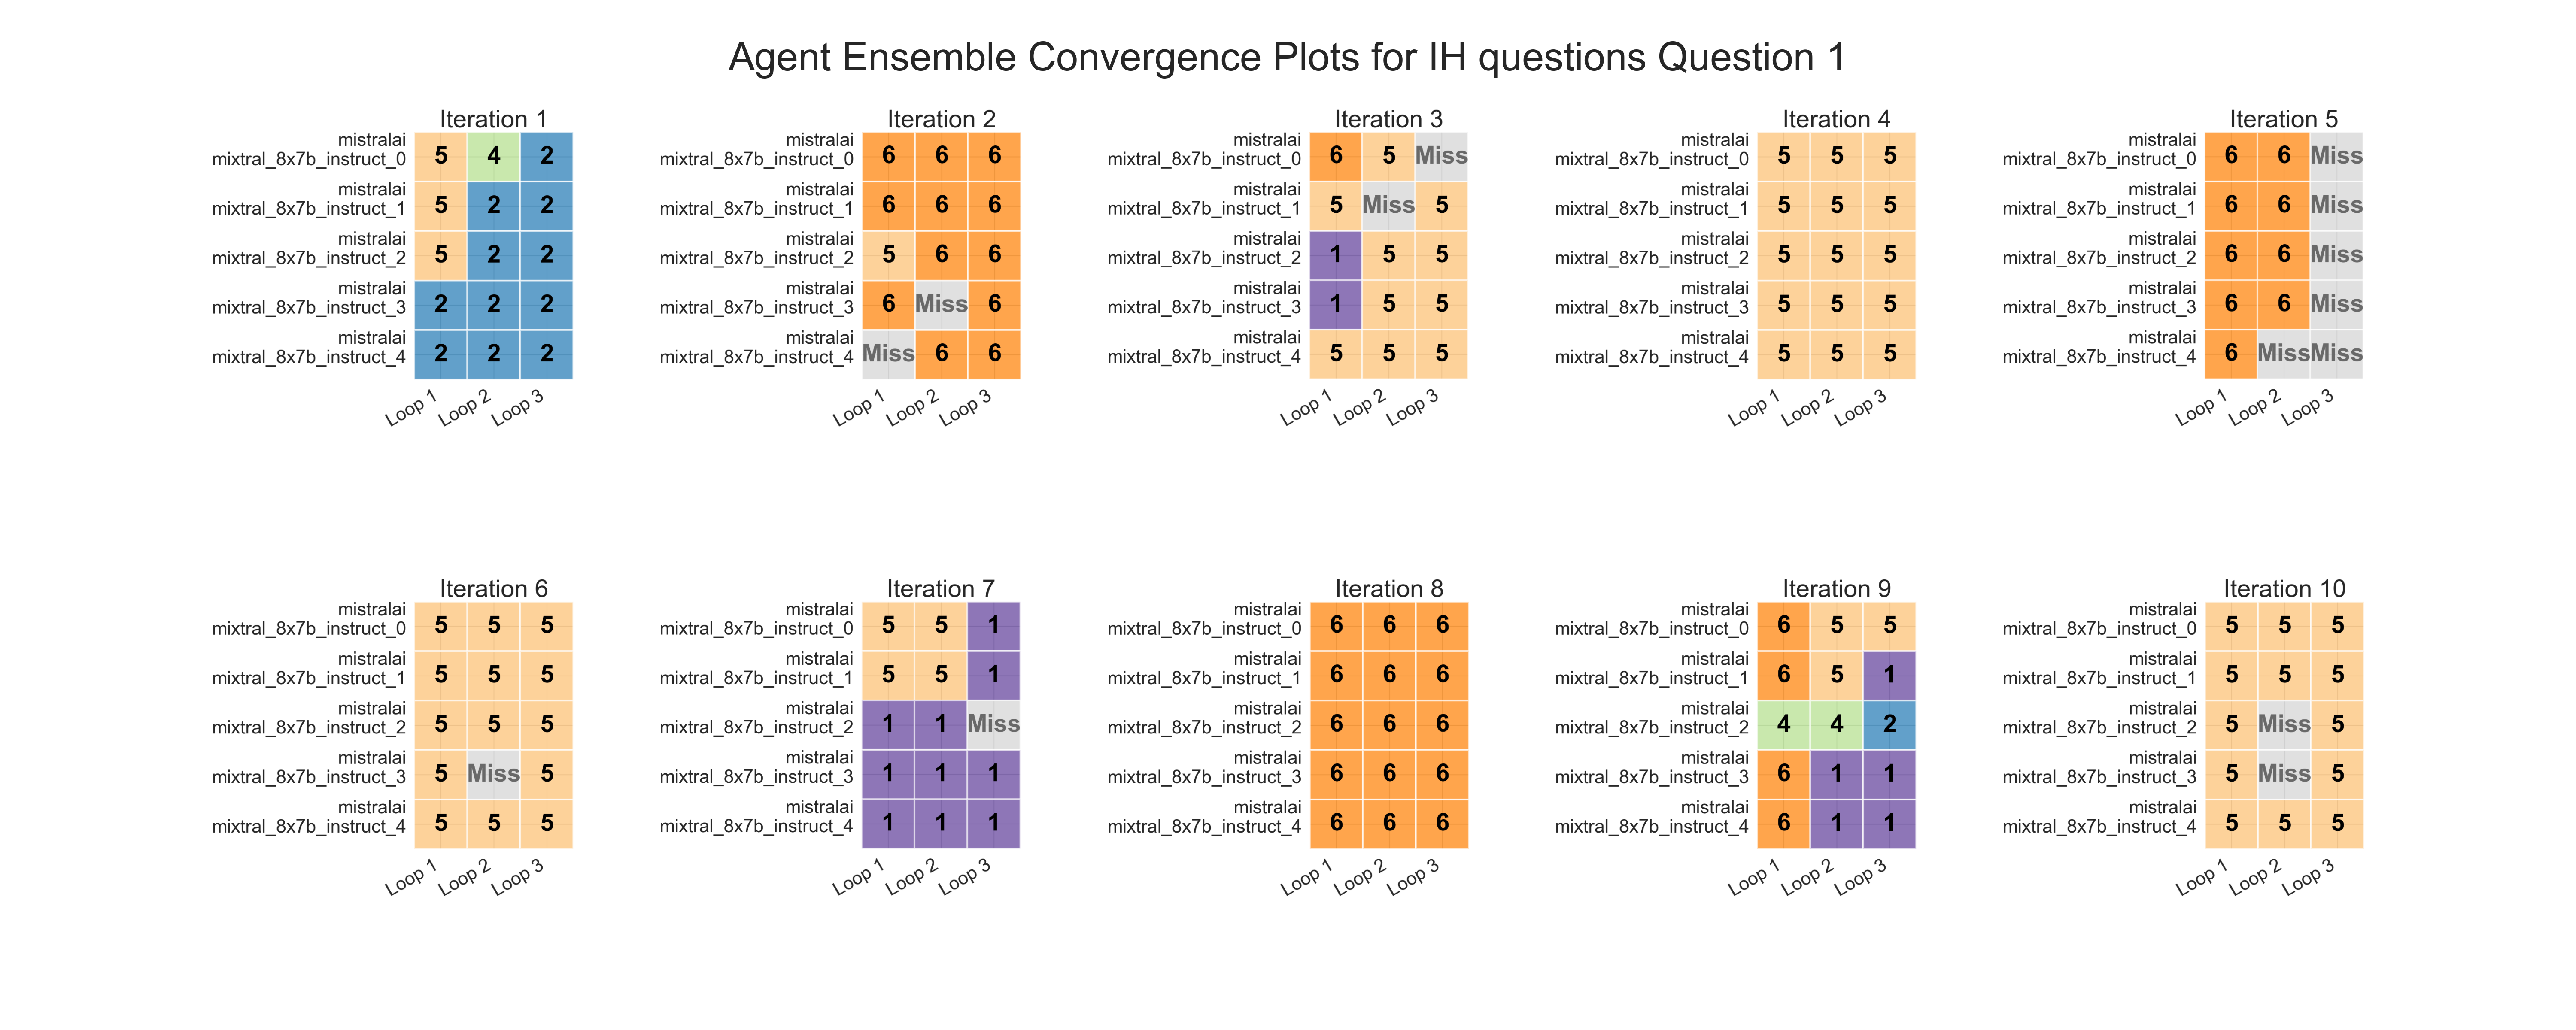 Agent Ensemble Convergence Plots for IH questions Question 1
Iteration 1
mistralai
mixtral_8x7b_instruct_0
5 4 2
mistralai
mixtral_8x7b_instruct_1
5 2 2
mistralai
mixtral_8x7b_instruct_2
5 2 2
mistralai
mixtral_8x7b_instruct_3
2 2 2
mistralai
mixtral_8x7b_instruct_4
2 2 2
Loop 1 Loop 2 Loop 3
Iteration 2
mistralai
mixtral_8x7b_instruct_0
6 6 6
mistralai
mixtral_8x7b_instruct_1
6 6 6
mistralai
mixtral_8x7b_instruct_2
5 6 6
mistralai
mixtral_8x7b_instruct_3
6 Miss 6
mistralai
mixtral_8x7b_instruct_4
Miss 6 6
Loop 1 Loop 2 Loop 3
Iteration 3
mistralai
mixtral_8x7b_instruct_0
6 5 Miss
mistralai
mixtral_8x7b_instruct_1
5 Miss 5
mistralai
mixtral_8x7b_instruct_2
1 5 5
mistralai
mixtral_8x7b_instruct_3
1 5 5
mistralai
mixtral_8x7b_instruct_4
5 5 5
Loop 1 Loop 2 Loop 3
Iteration 4
mistralai
mixtral_8x7b_instruct_0
5 5 5
mistralai
mixtral_8x7b_instruct_1
5 5 5
mistralai
mixtral_8x7b_instruct_2
5 5 5
mistralai
mixtral_8x7b_instruct_3
5 5 5
mistralai
mixtral_8x7b_instruct_4
5 5 5
Loop 1 Loop 2 Loop 3
Iteration 5
mistralai
mixtral_8x7b_instruct_0
6 6 Miss
mistralai
mixtral_8x7b_instruct_1
6 6 Miss
mistralai
mixtral_8x7b_instruct_2
6 6 Miss
mistralai
mixtral_8x7b_instruct_3
6 6 Miss
mistralai
mixtral_8x7b_instruct_4
6 Miss Miss
Loop 1 Loop 2 Loop 3
Iteration 6
mistralai
mixtral_8x7b_instruct_0
5 5 5
mistralai
mixtral_8x7b_instruct_1
5 5 5
mistralai
mixtral_8x7b_instruct_2
5 5 5
mistralai
mixtral_8x7b_instruct_3
5 Miss 5
mistralai
mixtral_8x7b_instruct_4
5 5 5
Loop 1 Loop 2 Loop 3
Iteration 7
mistralai
mixtral_8x7b_instruct_0
5 5 1
mistralai
mixtral_8x7b_instruct_1
5 5 1
mistralai
mixtral_8x7b_instruct_2
1 1 Miss
mistralai
mixtral_8x7b_instruct_3
1 1 1
mistralai
mixtral_8x7b_instruct_4
1 1 1
Loop 1 Loop 2 Loop 3
Iteration 8
mistralai
mixtral_8x7b_instruct_0
6 6 6
mistralai
mixtral_8x7b_instruct_1
6 6 6
mistralai
mixtral_8x7b_instruct_2
6 6 6
mistralai
mixtral_8x7b_instruct_3
6 6 6
mistralai
mixtral_8x7b_instruct_4
6 6 6
Loop 1 Loop 2 Loop 3
Iteration 9
mistralai
mixtral_8x7b_instruct_0
6 5 5
mistralai
mixtral_8x7b_instruct_1
6 5 1
mistralai
mixtral_8x7b_instruct_2
4 4 2
mistralai
mixtral_8x7b_instruct_3
6 1 1
mistralai
mixtral_8x7b_instruct_4
6 1 1
Loop 1 Loop 2 Loop 3
Iteration 10
mistralai
mixtral_8x7b_instruct_0
5 5 5
mistralai
mixtral_8x7b_instruct_1
5 5 5
mistralai
mixtral_8x7b_instruct_2
5 Miss 5
mistralai
mixtral_8x7b_instruct_3
5 Miss 5
mistralai
mixtral_8x7b_instruct_4
5 5 5
Loop 1 Loop 2 Loop 3